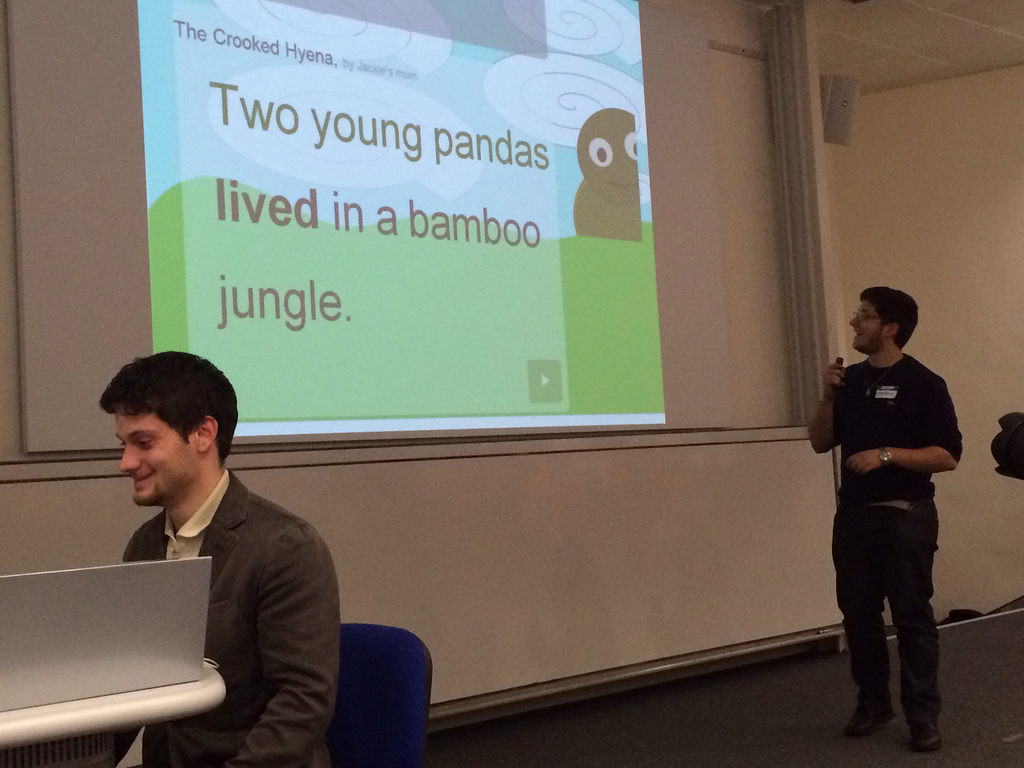 The Crooked Hyena, by Jackie's mum
Two young pandas
lived in a bamboo
jungle.